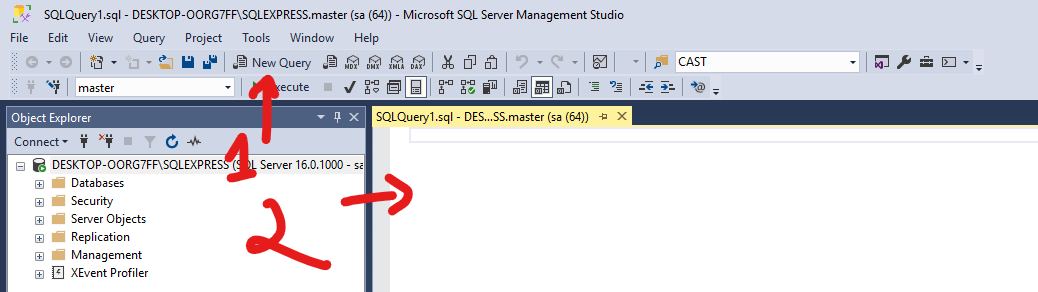 SQLQuery1.sql - DESKTOP-OORG7FF\SQLEXPRESS.master (sa (64)) - Microsoft SQL Server Management Studio
File Edit View Query Project Tools Window Help
New Query MDX DMX XMLA DAX CAST
master Execute
Object Explorer
SQLQuery1.sql - DES...SS.master (sa (64))
Connect
1
DESKTOP-OORG7FF\SQLEXPRESS (SQL Server 16.0.1000 - sa
Databases
Security
Server Objects
Replication
Management
XEvent Profiler
2